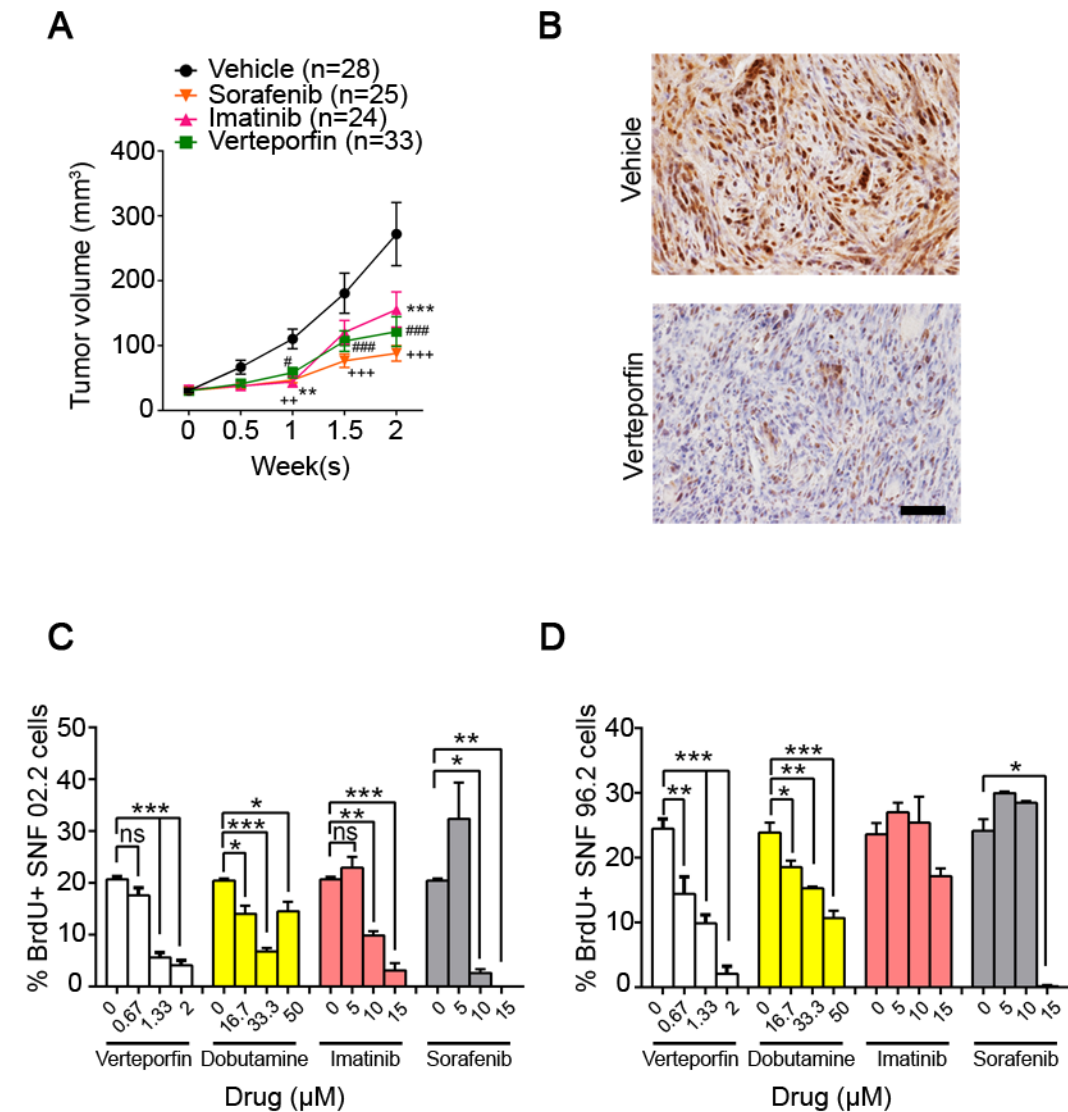 A
Vehicle (n=28)
Sorafenib (n=25)
Imatinib (n=24)
Verteporfin (n=33)
Tumor volume (mm³)
400
300
200
100
0
***
###
+++
#
###
+++
++
**
0 0.5 1 1.5 2
Week(s)
B
Vehicle
Verteporfin
C
% BrdU+ SNF 02.2 cells
50
40
30
20
10
0
***
ns
*
***
*
***
**
ns
**
*
0 0.67 1.33 2 0 16.7 33.3 50 0 5 10 15 0 5 10 15
Verteporfin Dobutamine Imatinib Sorafenib
Drug (µM)
D
% BrdU+ SNF 96.2 cells
40
30
20
10
0
***
**
***
**
*
*
0 0.67 1.33 2 0 16.7 33.3 50 0 5 10 15 0 5 10 15
Verteporfin Dobutamine Imatinib Sorafenib
Drug (µM)